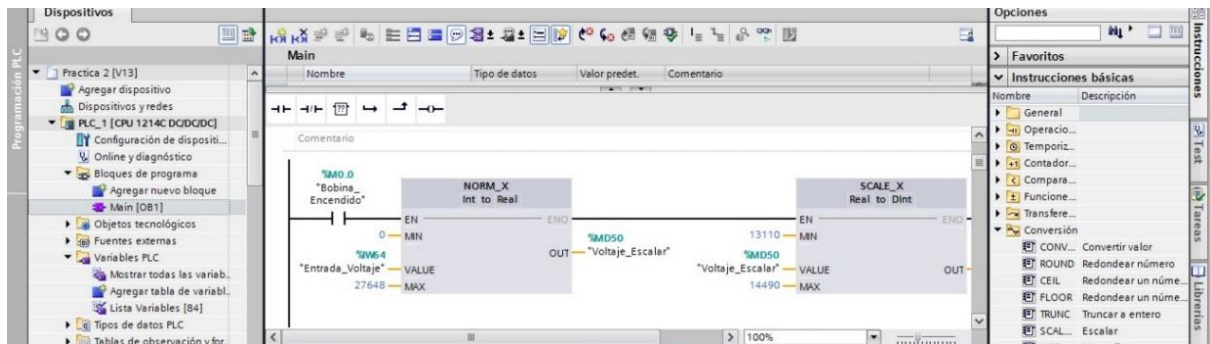 Dispositivos
Programación PLC
Practica 2 [V13]
Agregar dispositivo
Dispositivos y redes
PLC_1 [CPU 1214C DC/DC/DC]
Configuración de dispositi...
Online y diagnóstico
Bloques de programa
Agregar nuevo bloque
Main [OB1]
Objetos tecnológicos
Fuentes externas
Variables PLC
Mostrar todas las variab..
Agregar tabla de variabl..
Lista Variables [84]
Tipos de datos PLC
Tablas de observación y for..
Main
Nombre Tipo de datos Valor predet. Comentario
Comentario
%M0.0
"Bobina_
Encendido"
NORM_X
Int to Real
EN ENO
0 MIN
%IW64
"Entrada_Voltaje" VALUE
27648 MAX
%MD50
OUT "Voltaje_Escalar"
SCALE_X
Real to DInt
EN ENO
13110 MIN
%MD50
"Voltaje_Escalar" VALUE OUT
14490 MAX
100%
Opciones
Favoritos
Instrucciones básicas
Nombre Descripción
General
Operacio...
Temporiz...
Contador...
Compara...
Funcione...
Transfere...
Conversión
CONV... Convertir valor
ROUND Redondear número
CEIL Redondear un núme...
FLOOR Redondear un núme...
TRUNC Truncar a entero
SCAL... Escalar
Instrucciones
Test
Tareas
Librerías